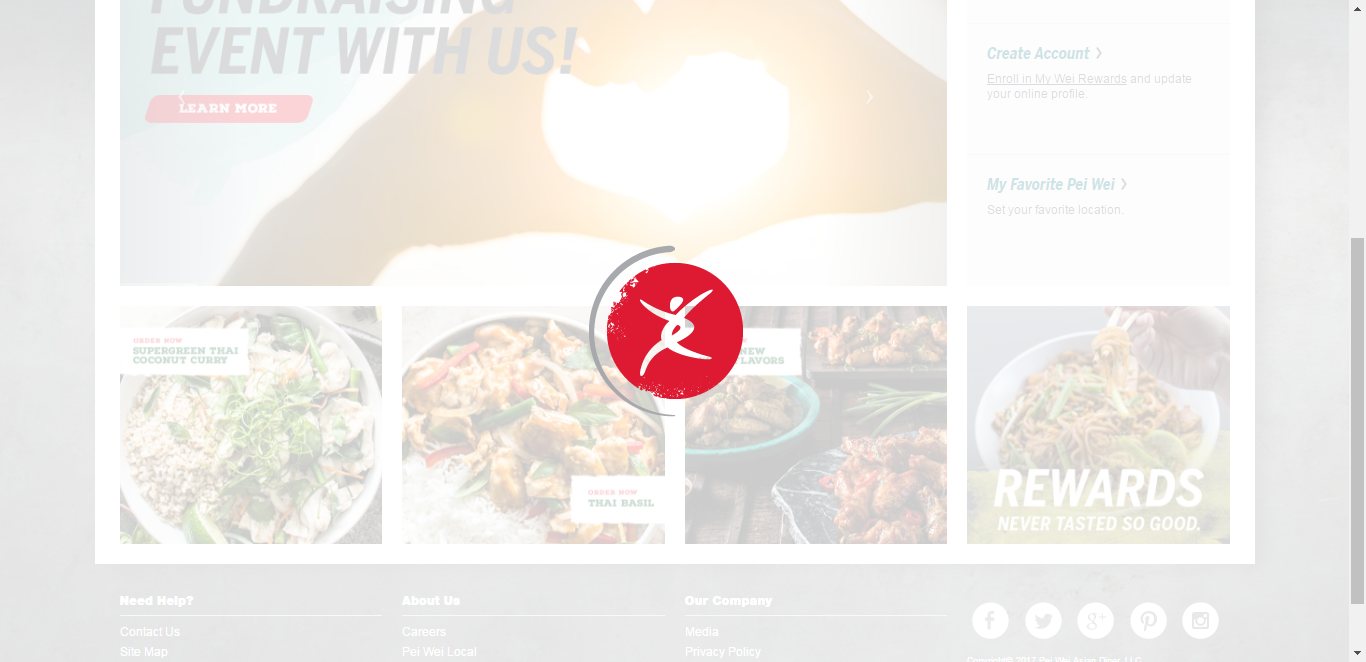 FUNDRAISING
EVENT WITH US!
LEARN MORE
Create Account
Enroll in My Wei Rewards and update
your online profile.
My Favorite Pei Wei
Set your favorite location.
ORDER NOW
SUPERGREEN THAI
COCONUT CURRY
ORDER NOW
THAI BASIL
NEW
REWARDS
NEVER TASTED SO GOOD.
Need Help?
Contact Us
Site Map
About Us
Careers
Pei Wei Local
Our Company
Media
Privacy Policy
Copyright© 2017 Pei Wei Asian Diner, LLC